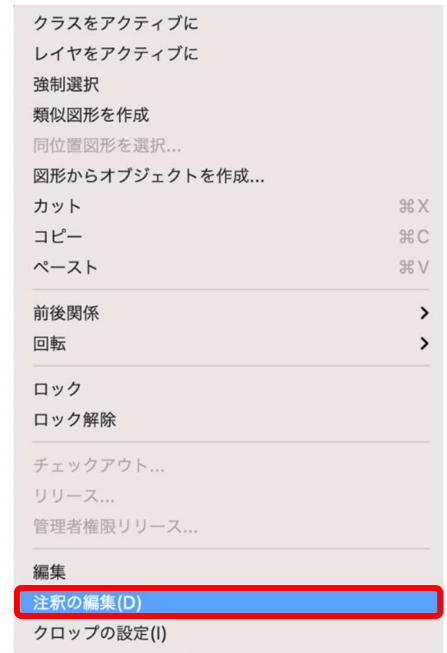 クラスをアクティブに
レイヤをアクティブに
強制選択
類似図形を作成
同位置図形を選択...
図形からオブジェクトを作成...
カット ⌘X
コピー ⌘C
ペースト ⌘V
前後関係
回転
ロック
ロック解除
チェックアウト...
リリース...
管理者権限リリース...
編集
注釈の編集(D)
クロップの設定(I)